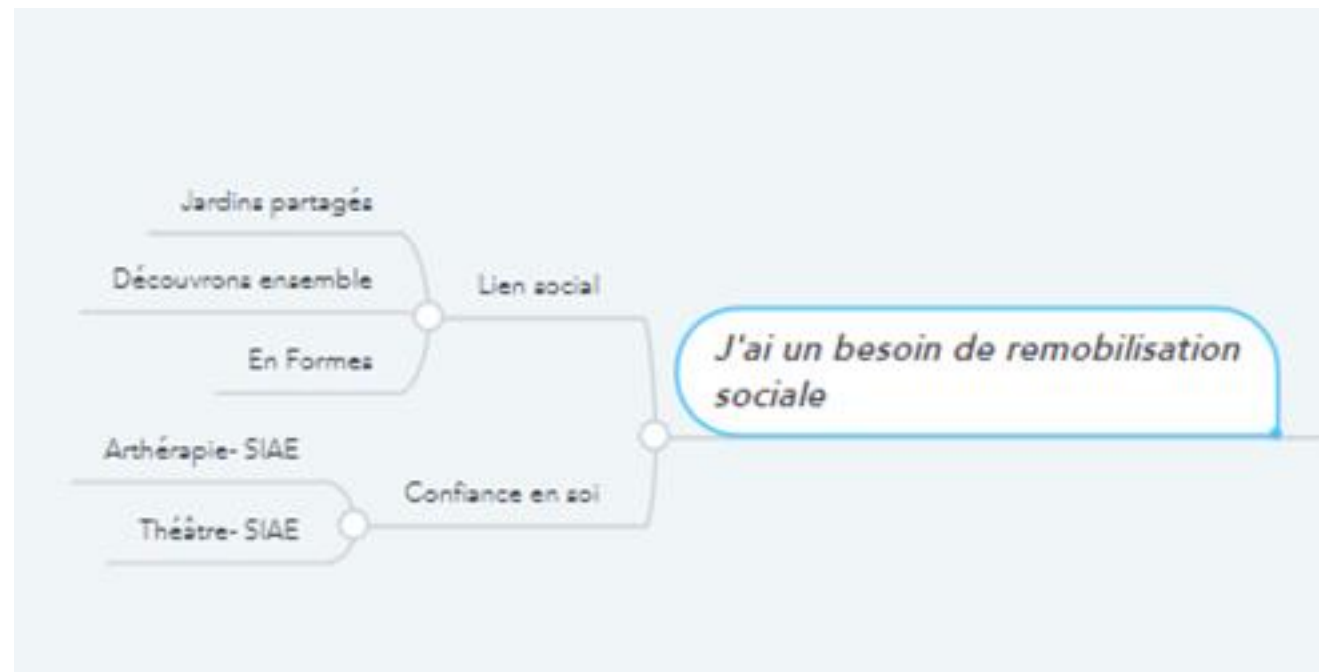 Jardins partagés
Découvrons ensemble
Lien social
En Formes
J'ai un besoin de remobilisation
sociale
Arthérapie- SIAE
Confiance en soi
Théâtre- SIAE